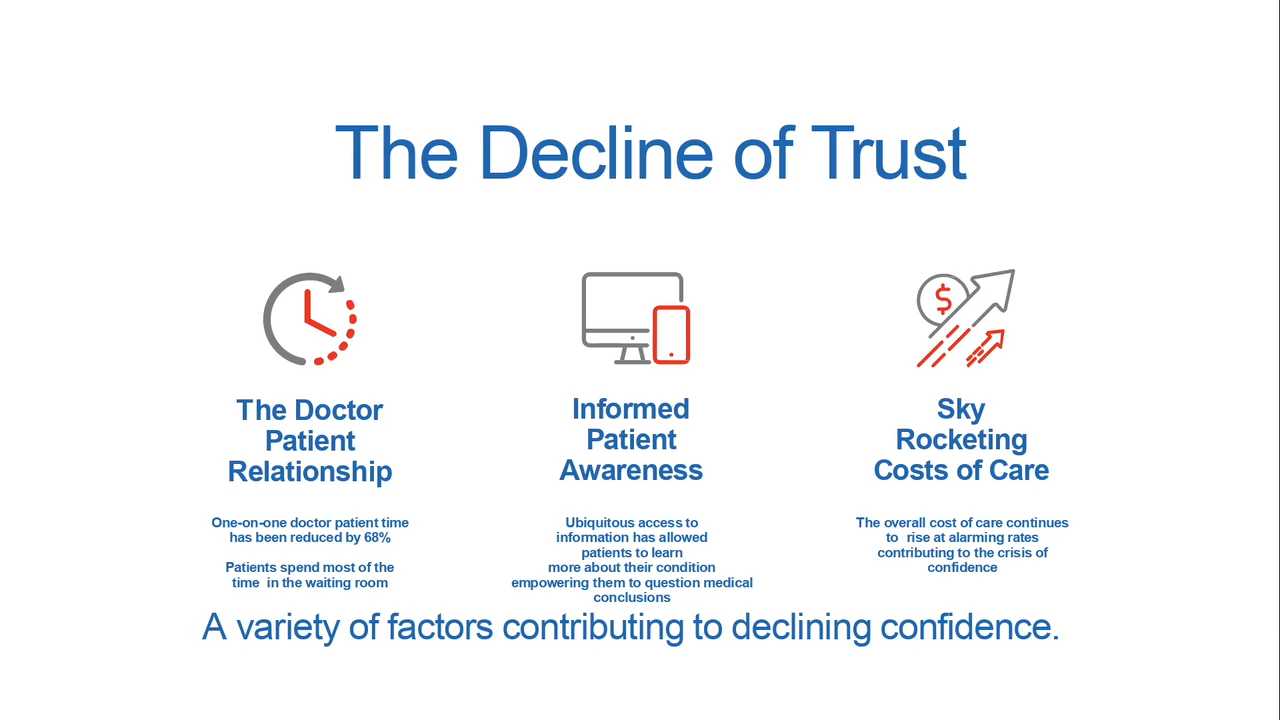 The Decline of Trust
$
The Doctor
Patient
Relationship
One-on-one doctor patient time
has been reduced by 68%
Patients spend most of the
time  in the waiting room
Informed
Patient
Awareness
Ubiquitous access to
information has allowed
patients to learn
more about their condition
empowering them to question medical
conclusions
Sky
Rocketing
Costs of Care
The overall cost of care continues
to  rise at alarming rates
contributing to the crisis of
confidence
A variety of factors contributing to declining confidence.